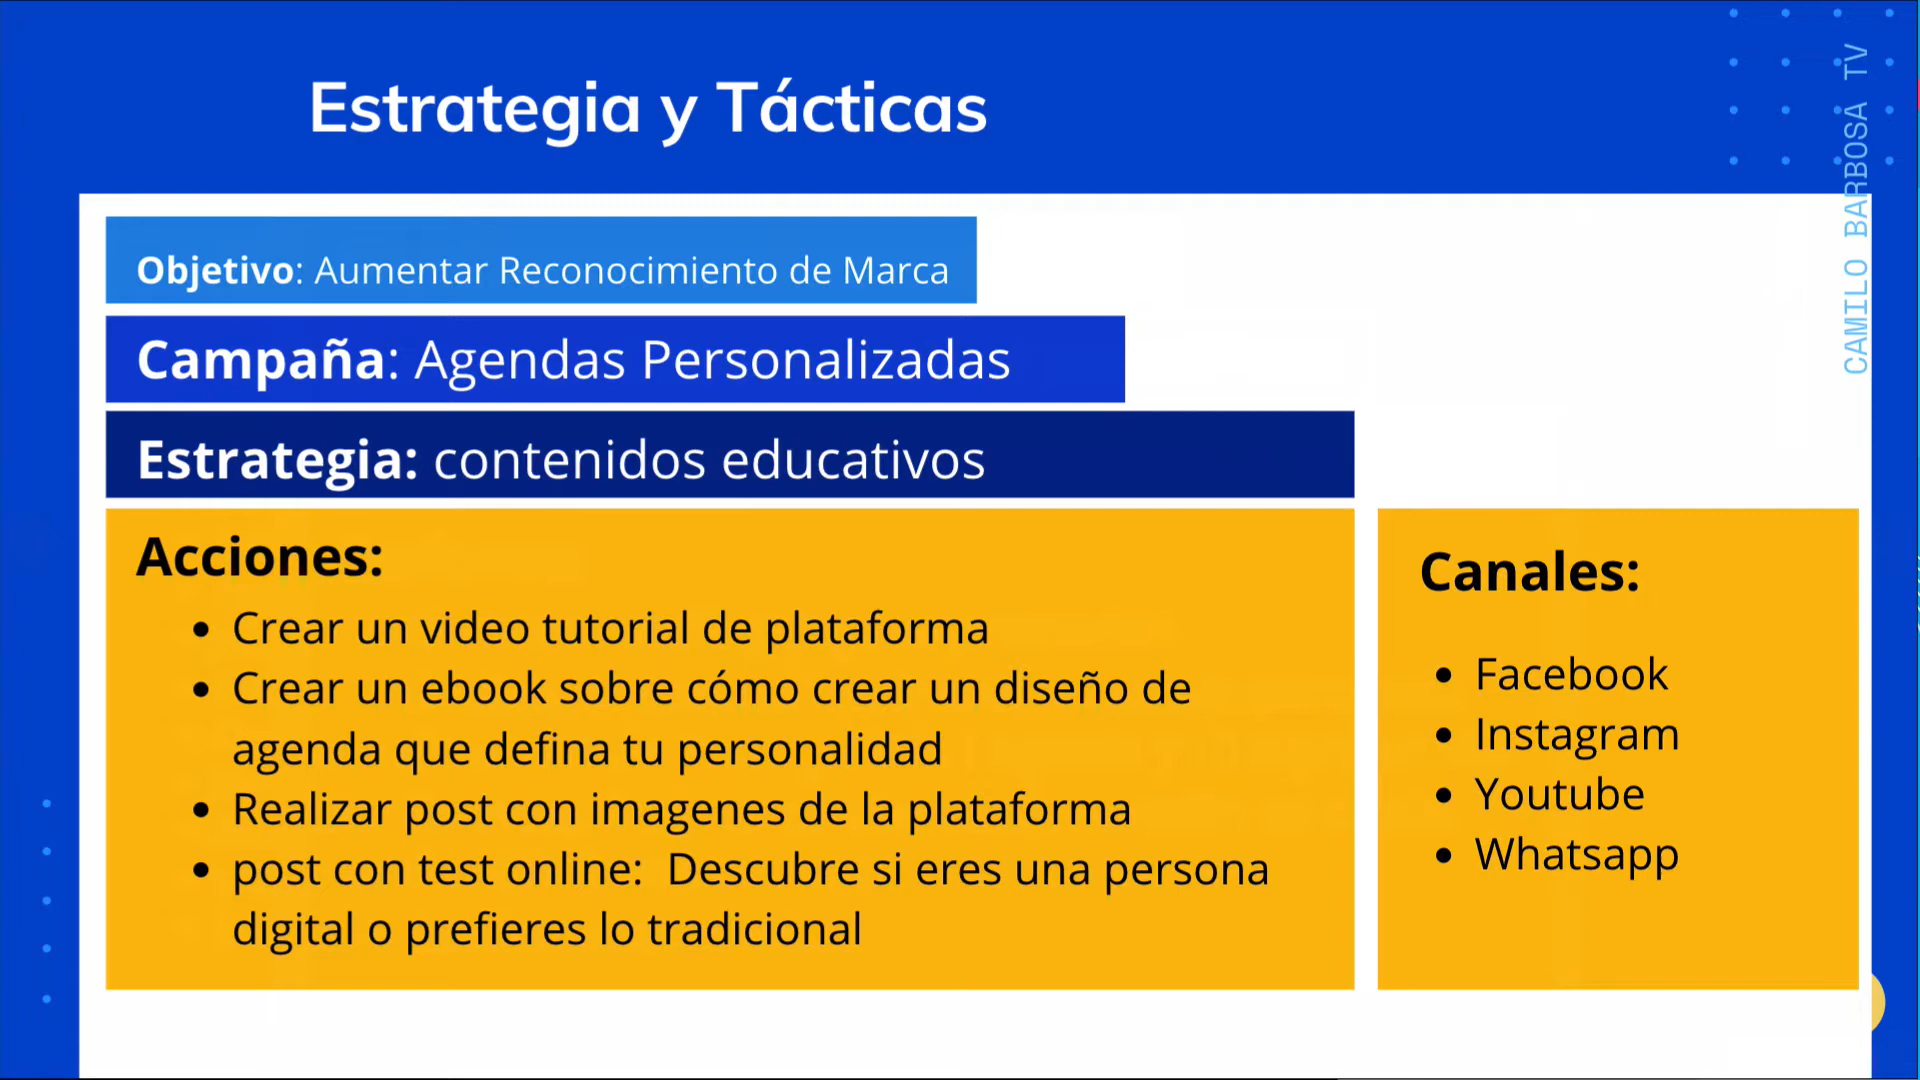 Estrategia y Tácticas
CAMILO BARBOSA TV
Objetivo: Aumentar Reconocimiento de Marca
Campaña: Agendas Personalizadas
Estrategia: contenidos educativos
Acciones:
• Crear un video tutorial de plataforma
• Crear un ebook sobre cómo crear un diseño de
agenda que defina tu personalidad
• Realizar post con imagenes de la plataforma
• post con test online: Descubre si eres una persona
digital o prefieres lo tradicional
Canales:
• Facebook
• Instagram
• Youtube
• Whatsapp